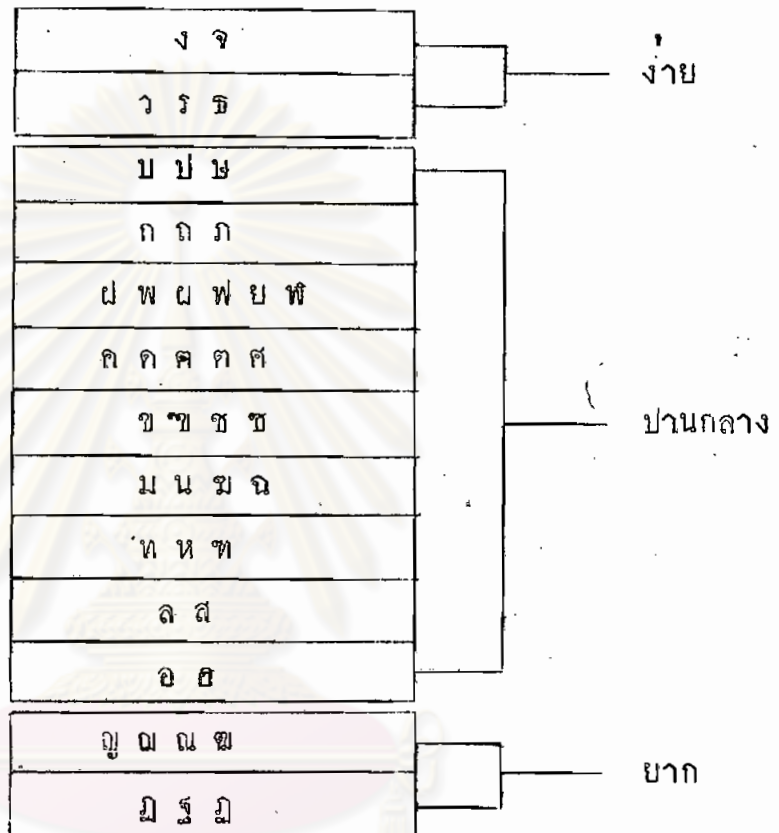 ง จ
ว ร ธ
ง่าย
บ ป ษ
ก ถ ภ
ฝ พ ผ ฟ ย ฬ
ค ด ฅ ต ศ
ข ฃ ช ซ
ม น ฆ ฉ
ท ห ฑ
ล ส
อ ฮ
ปานกลาง
ญ ฌ ณ ฒ
ฎ ฐ ฏ
ยาก